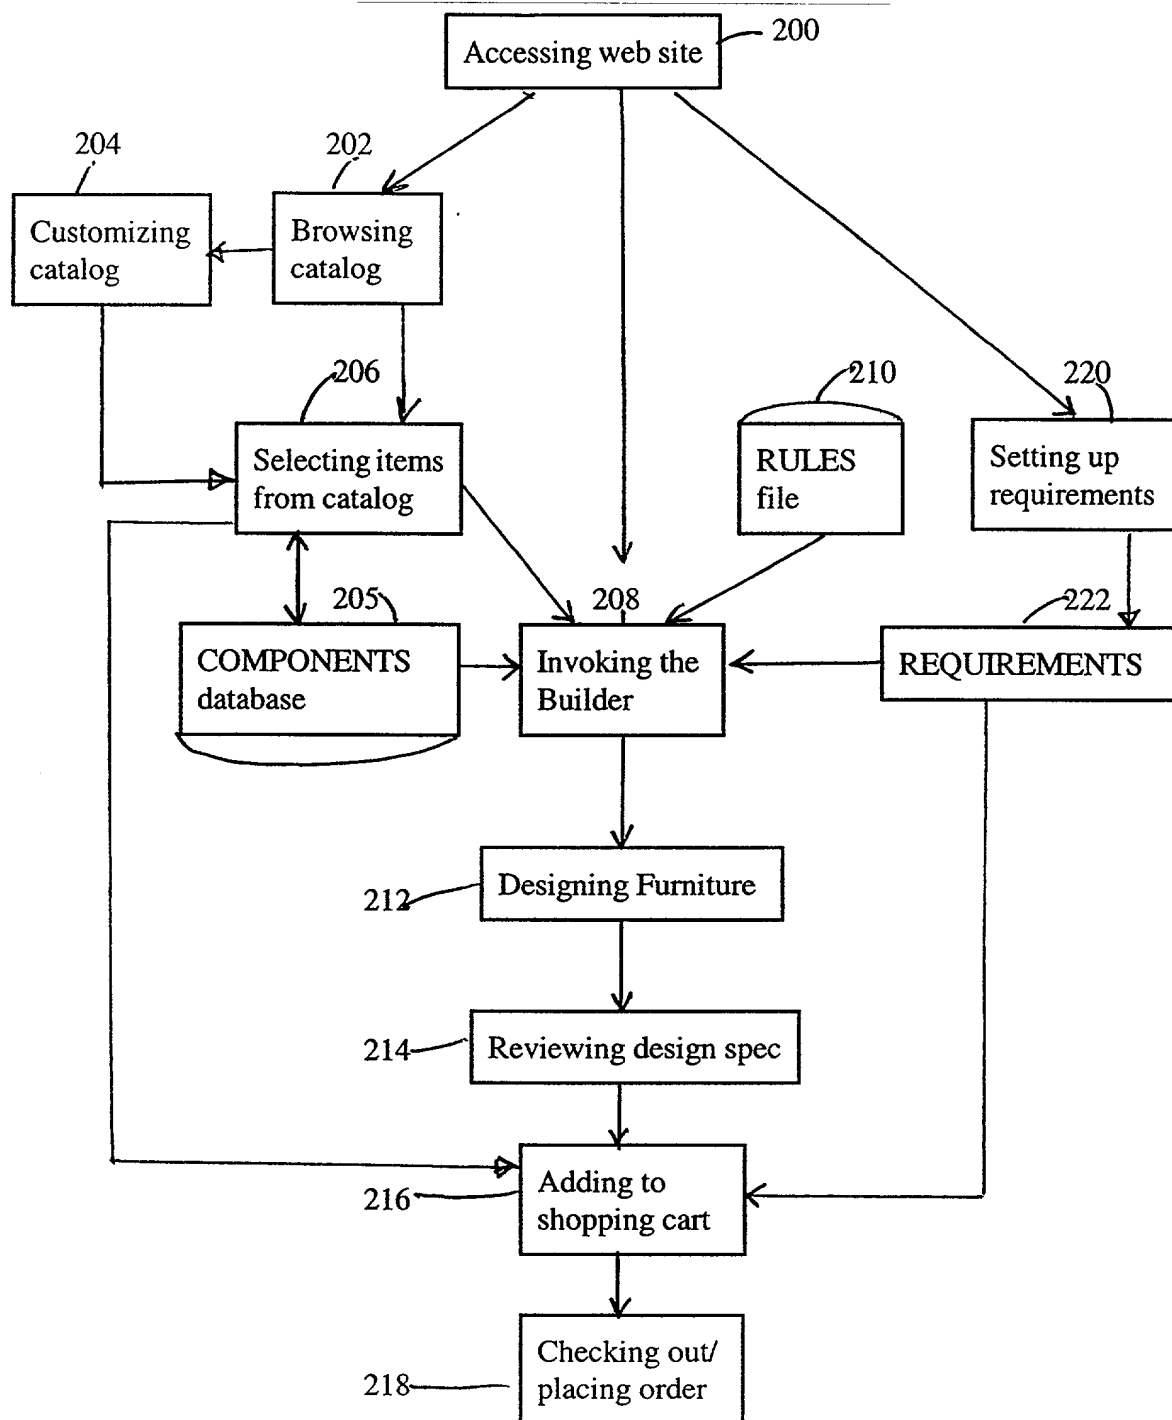 200
Accessing web site
204
202
Customizing
catalog
Browsing
catalog
206
210
220
Selecting items
from catalog
RULES
file
Setting up
requirements
205
208
222
COMPONENTS
database
Invoking the
Builder
REQUIREMENTS
212
Designing Furniture
214
Reviewing design spec
216
Adding to
shopping cart
218
Checking out/
placing order